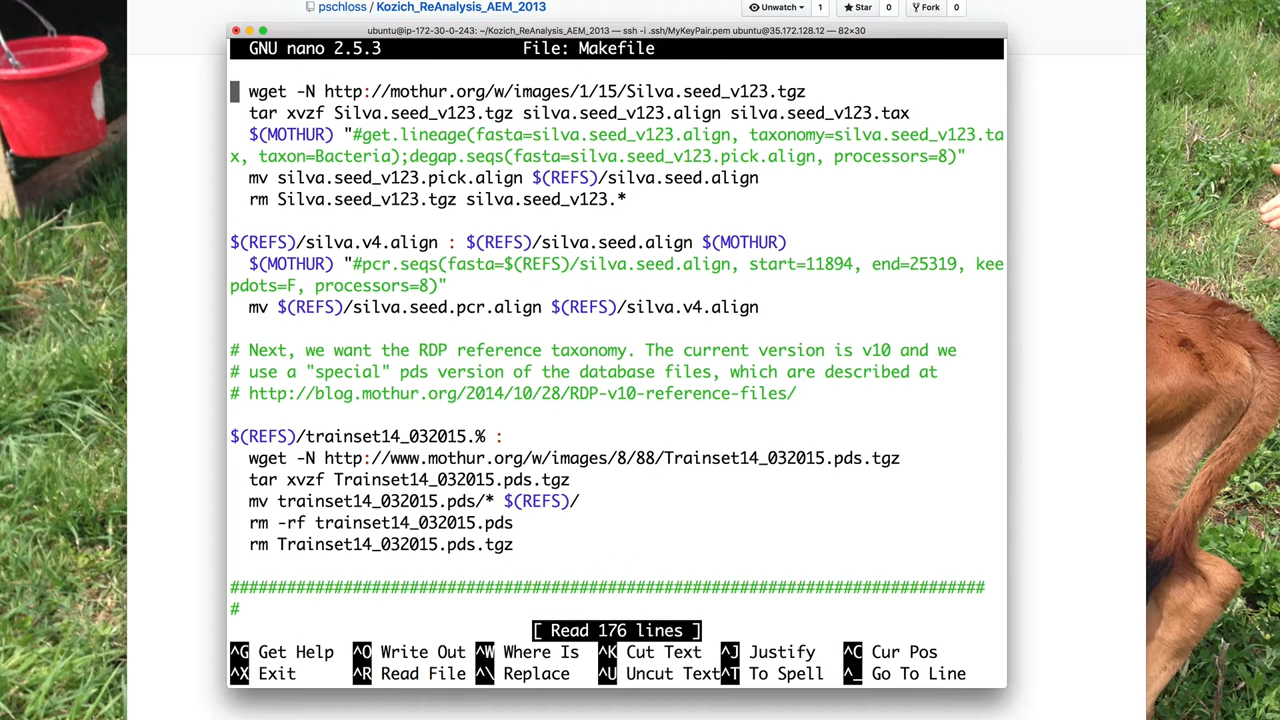 pschloss / Kozich_ReAnalysis_AEM_2013
Unwatch 1 Star 0 Fork 0
ubuntu@ip-172-30-0-243: ~/Kozich_ReAnalysis_AEM_2013 — ssh -i .ssh/MyKeyPair.pem ubuntu@35.172.128.12 — 82×30
GNU nano 2.5.3 File: Makefile
wget -N http://mothur.org/w/images/1/15/Silva.seed_v123.tgz
tar xvzf Silva.seed_v123.tgz silva.seed_v123.align silva.seed_v123.tax
$(MOTHUR) "#get.lineage(fasta=silva.seed_v123.align, taxonomy=silva.seed_v123.ta
x, taxon=Bacteria);degap.seqs(fasta=silva.seed_v123.pick.align, processors=8)"
mv silva.seed_v123.pick.align $(REFS)/silva.seed.align
rm Silva.seed_v123.tgz silva.seed_v123.*
$(REFS)/silva.v4.align : $(REFS)/silva.seed.align $(MOTHUR)
$(MOTHUR) "#pcr.seqs(fasta=$(REFS)/silva.seed.align, start=11894, end=25319, kee
pdots=F, processors=8)"
mv $(REFS)/silva.seed.pcr.align $(REFS)/silva.v4.align
# Next, we want the RDP reference taxonomy. The current version is v10 and we
# use a "special" pds version of the database files, which are described at
# http://blog.mothur.org/2014/10/28/RDP-v10-reference-files/
$(REFS)/trainset14_032015.% :
wget -N http://www.mothur.org/w/images/8/88/Trainset14_032015.pds.tgz
tar xvzf Trainset14_032015.pds.tgz
mv trainset14_032015.pds/* $(REFS)/
rm -rf trainset14_032015.pds
rm Trainset14_032015.pds.tgz
################################################################################
#
[ Read 176 lines ]
^G Get Help ^O Write Out ^W Where Is ^K Cut Text ^J Justify ^C Cur Pos
^X Exit ^R Read File ^\ Replace ^U Uncut Text ^T To Spell ^_ Go To Line